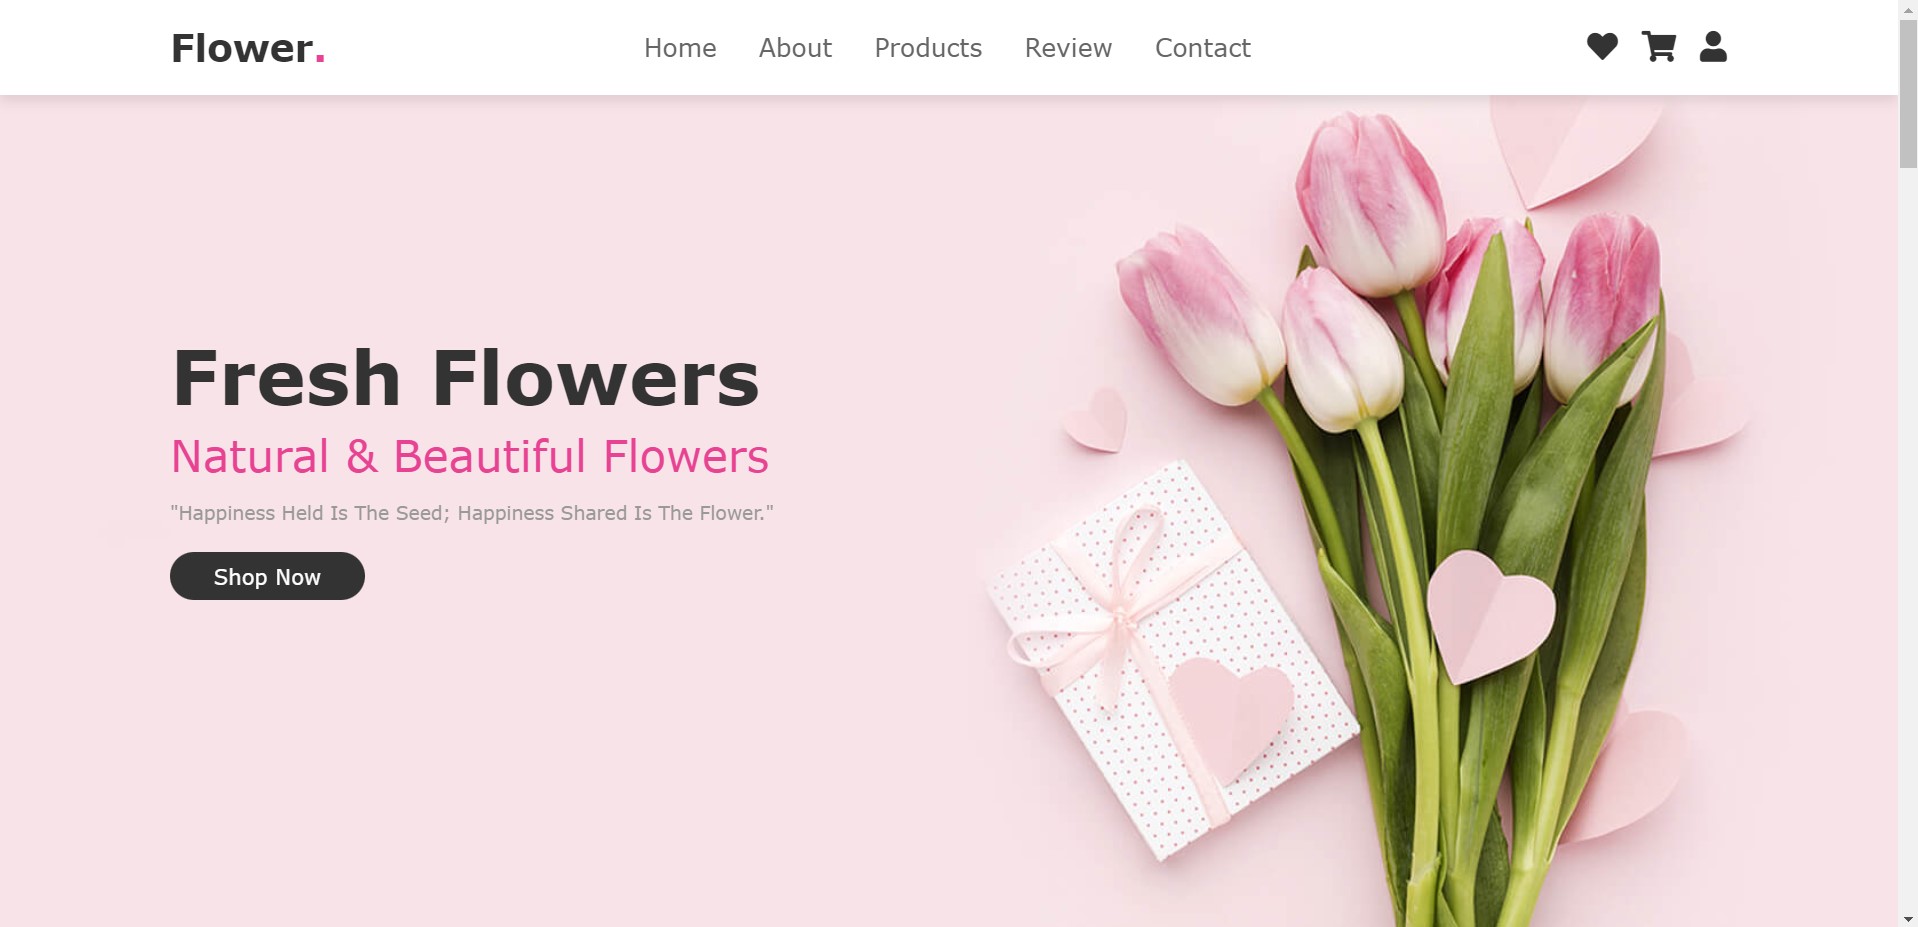 Flower.
Home About Products Review Contact
Fresh Flowers
Natural & Beautiful Flowers
"Happiness Held Is The Seed; Happiness Shared Is The Flower."
Shop Now